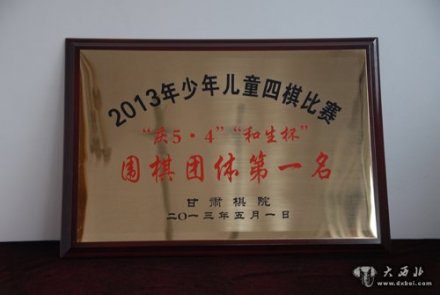 2013年少年儿童四棋比赛
“庆5·4”“和生杯”
围棋团体第一名
甘肃棋院
二〇一三年五月一日
大西北
www.dxbei.com